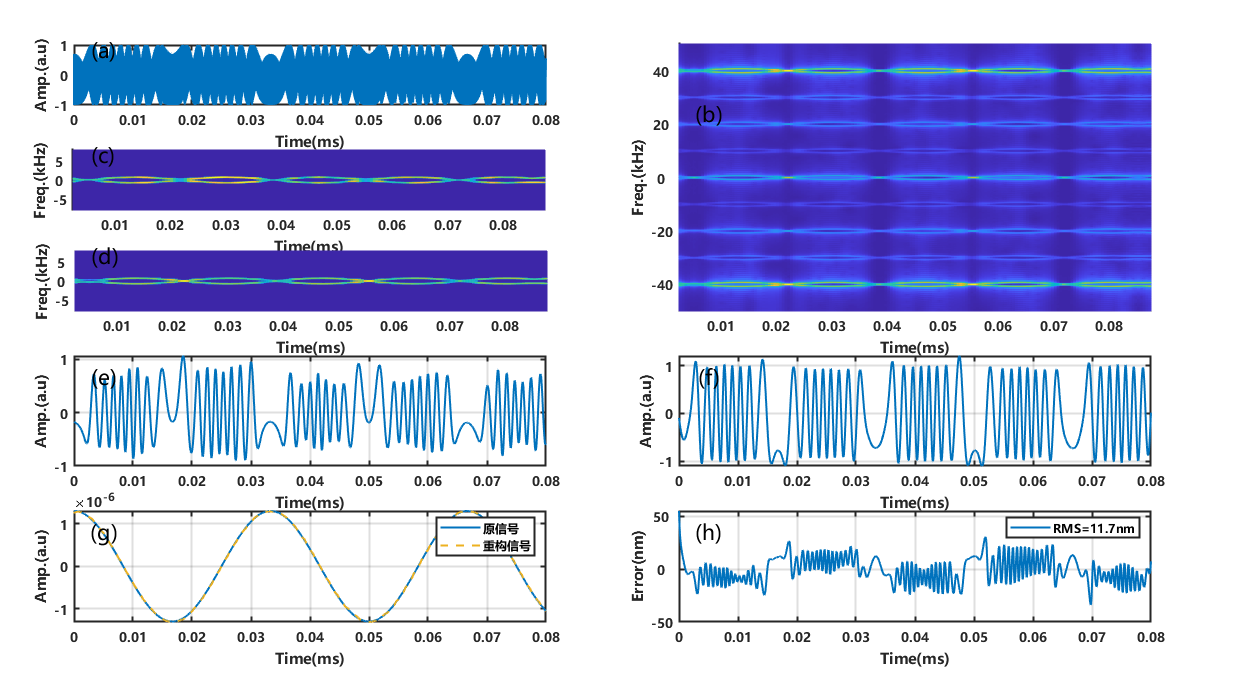 (a)
Amp.(a.u)
1
0
-1
0 0.01 0.02 0.03 0.04 0.05 0.06 0.07 0.08
Time(ms)
(c)
Freq.(kHz)
5
0
-5
0.01 0.02 0.03 0.04 0.05 0.06 0.07 0.08
Time(ms)
(d)
Freq.(kHz)
5
0
-5
0.01 0.02 0.03 0.04 0.05 0.06 0.07 0.08
Time(ms)
(b)
Freq.(kHz)
40
20
0
-20
-40
0.01 0.02 0.03 0.04 0.05 0.06 0.07 0.08
Time(ms)
(e)
Amp.(a.u)
1
0
-1
0 0.01 0.02 0.03 0.04 0.05 0.06 0.07 0.08
Time(ms)
(f)
Amp.(a.u)
1
0
-1
0 0.01 0.02 0.03 0.04 0.05 0.06 0.07 0.08
Time(ms)
×10⁻⁶
(g)
Amp.(a.u)
1
0
-1
原信号
重构信号
0 0.01 0.02 0.03 0.04 0.05 0.06 0.07 0.08
Time(ms)
(h)
Error(nm)
50
0
-50
RMS=11.7nm
0 0.01 0.02 0.03 0.04 0.05 0.06 0.07 0.08
Time(ms)